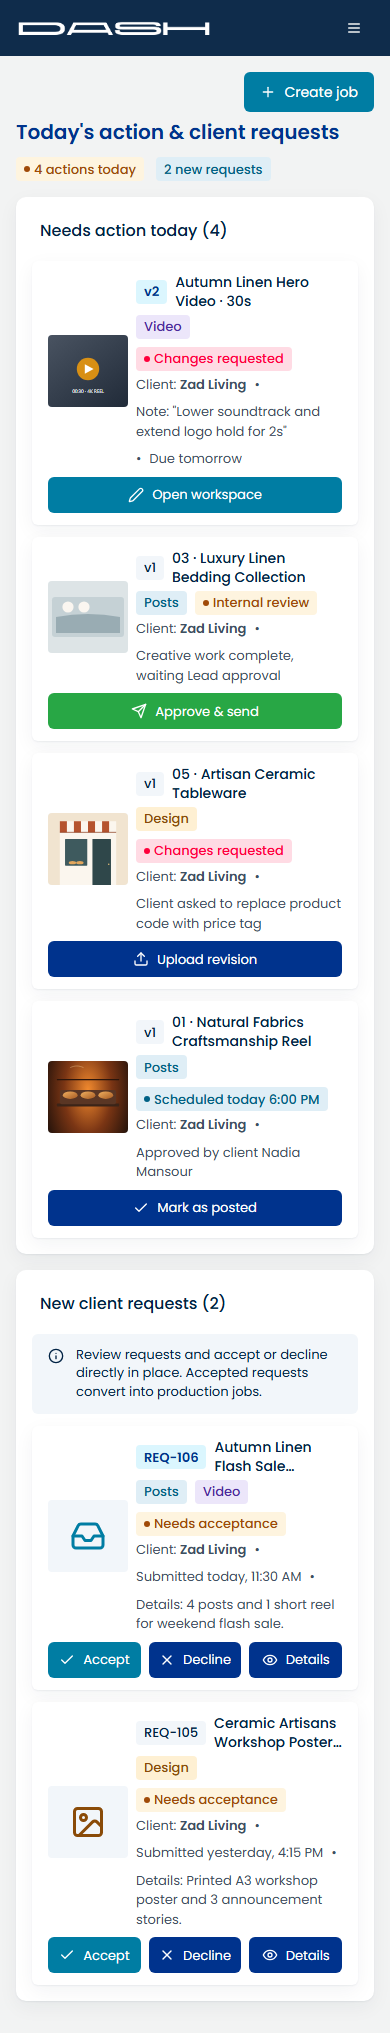 DASH
Create job
Today's action & client requests
4 actions today
2 new requests
Needs action today (4)
v2
Autumn Linen Hero
Video · 30s
Video
Changes requested
00:30 · 4K REEL
Client: Zad Living •
Note: "Lower soundtrack and
extend logo hold for 2s"
• Due tomorrow
Open workspace
v1
03 · Luxury Linen
Bedding Collection
Posts
Internal review
Client: Zad Living •
Creative work complete,
waiting Lead approval
Approve & send
v1
05 · Artisan Ceramic
Tableware
Design
Changes requested
Client: Zad Living •
Client asked to replace product
code with price tag
Upload revision
v1
01 · Natural Fabrics
Craftsmanship Reel
Posts
Scheduled today 6:00 PM
Client: Zad Living •
Approved by client Nadia
Mansour
Mark as posted
New client requests (2)
Review requests and accept or decline
directly in place. Accepted requests
convert into production jobs.
REQ-106
Autumn Linen
Flash Sale...
Posts
Video
Needs acceptance
Client: Zad Living •
Submitted today, 11:30 AM •
Details: 4 posts and 1 short reel
for weekend flash sale.
Accept
Decline
Details
REQ-105
Ceramic Artisans
Workshop Poster...
Design
Needs acceptance
Client: Zad Living •
Submitted yesterday, 4:15 PM •
Details: Printed A3 workshop
poster and 3 announcement
stories.
Accept
Decline
Details